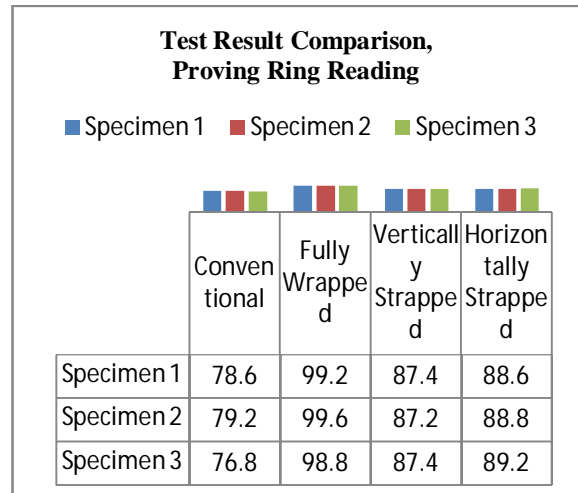 Test Result Comparison,
Proving Ring Reading
Specimen 1 Specimen 2 Specimen 3
Conven
tional
Fully
Wrappe
d
Verticall
y
Strappe
d
Horizon
tally
Strappe
d
Specimen 1 78.6 99.2 87.4 88.6
Specimen 2 79.2 99.6 87.2 88.8
Specimen 3 76.8 98.8 87.4 89.2